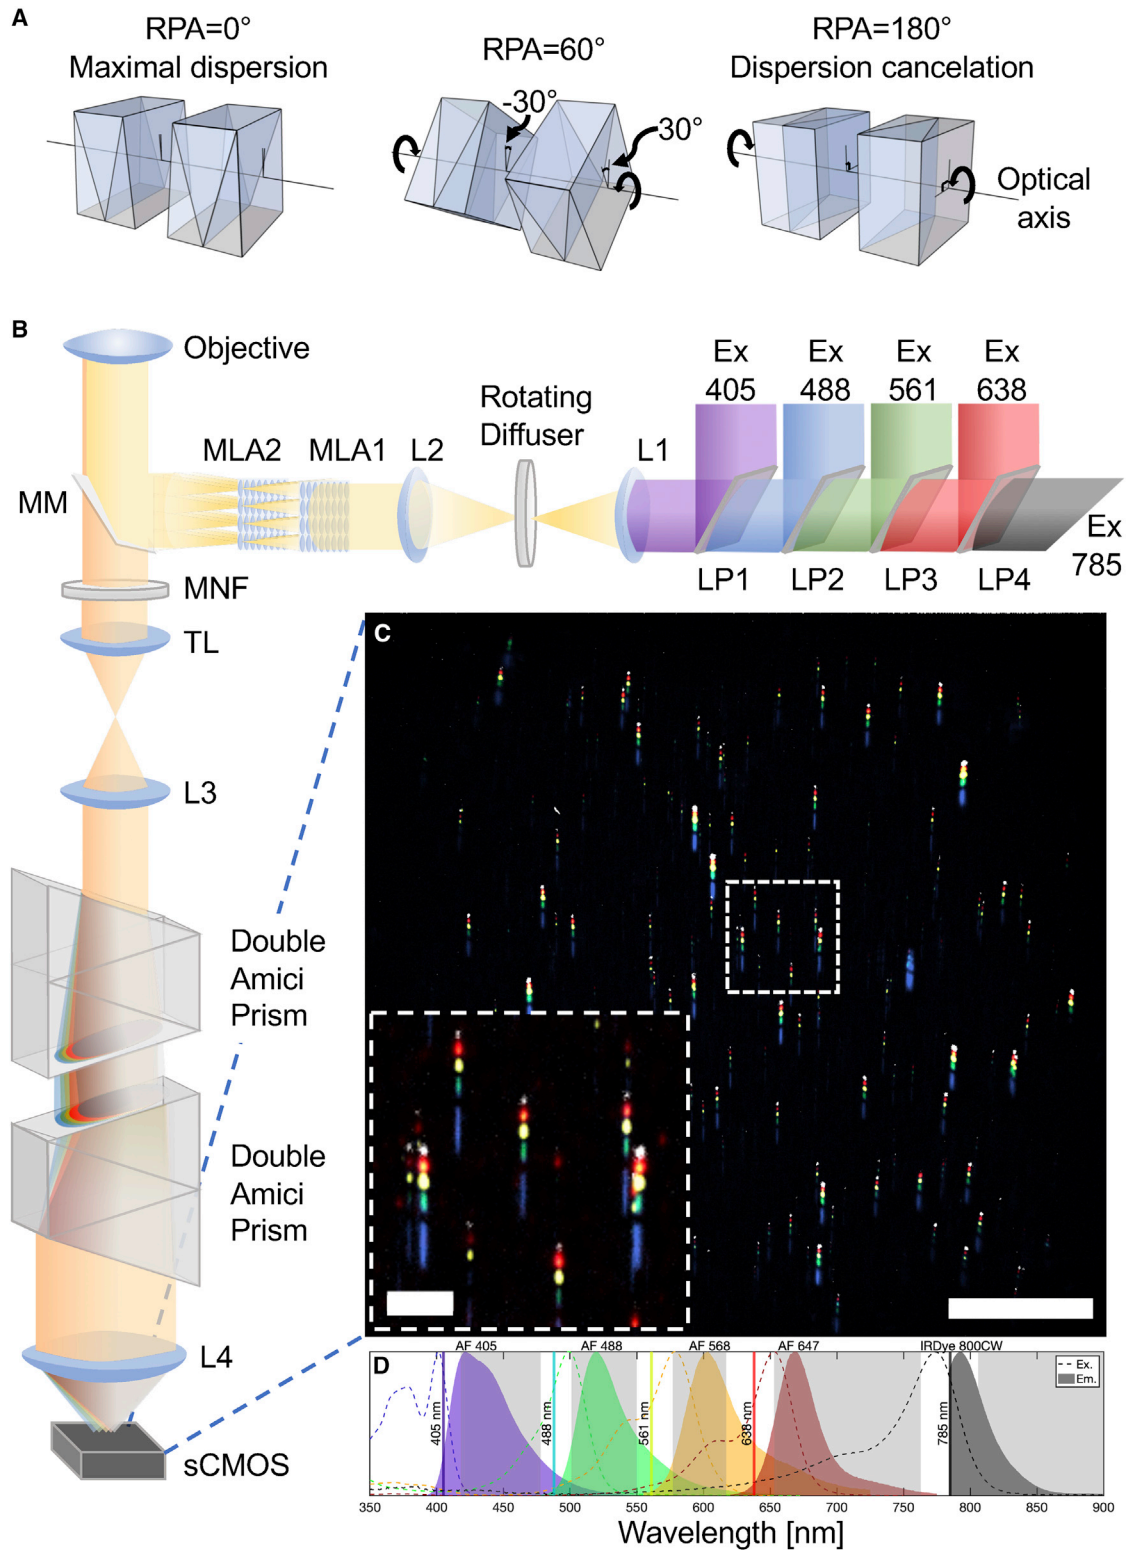 A
RPA=0°
Maximal dispersion
RPA=60°
-30°
30°
RPA=180°
Dispersion cancelation
Optical
axis
B
Objective
MM
MLA2
MLA1
L2
Rotating
Diffuser
L1
Ex
405
Ex
488
Ex
561
Ex
638
Ex
785
LP1
LP2
LP3
LP4
MNF
TL
L3
Double
Amici
Prism
Double
Amici
Prism
L4
sCMOS
C
D
AF 405
AF 488
AF 568
AF 647
IRDye 800CW
405 nm
488 nm
561 nm
638 nm
785 nm
Ex.
Em.
350 400 450 500 550 600 650 700 750 800 850 900
Wavelength [nm]